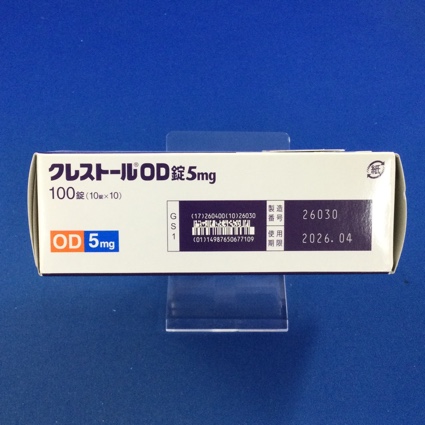 クレストール®OD錠5mg
100錠(10錠×10)
OD 5mg
GS1
(17)260400(10)26030
(01)14987650677109
製造番号 26030
使用期限 2026.04
紙